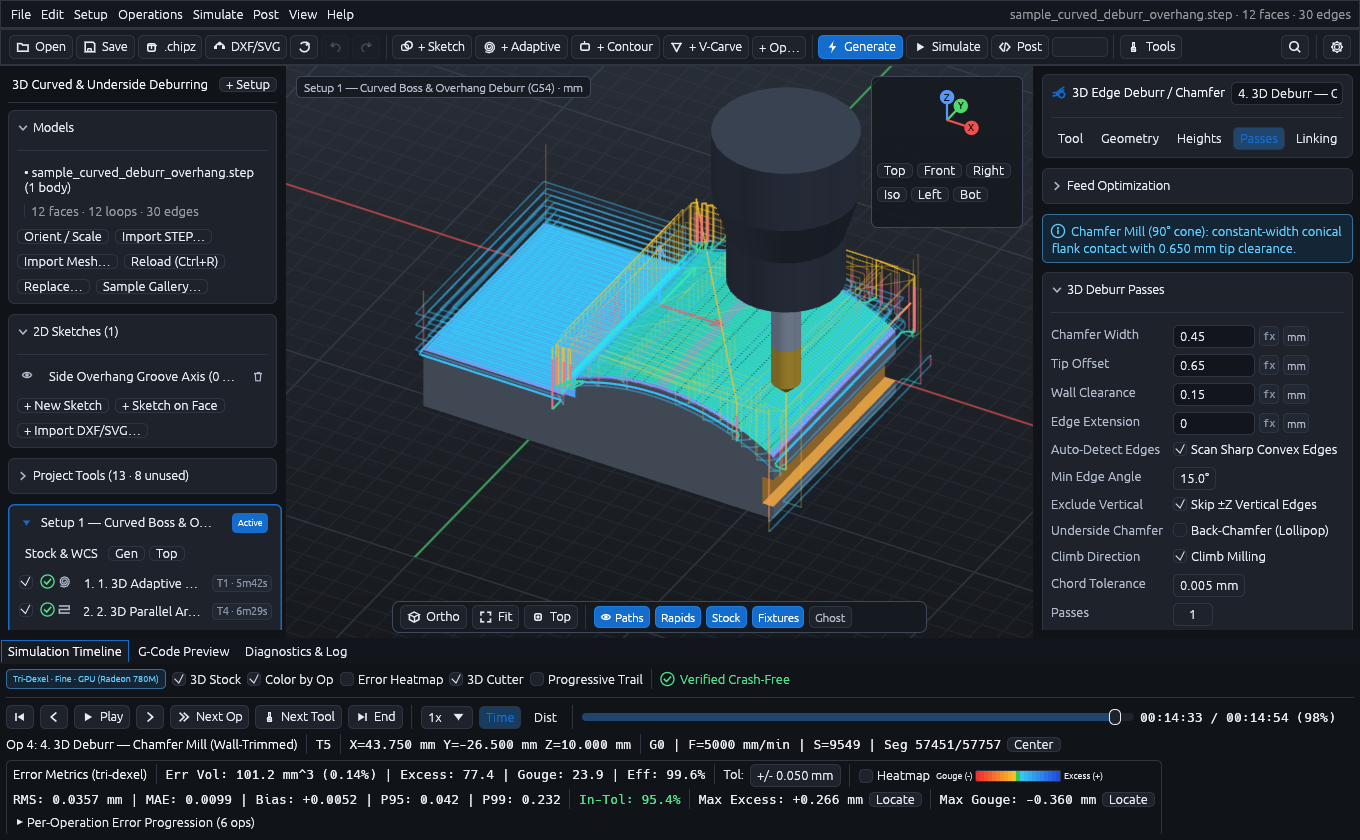 File Edit Setup Operations Simulate Post View Help
sample_curved_deburr_overhang.step · 12 faces · 30 edges
Open Save .chipz DXF/SVG + Sketch + Adaptive + Contour + V-Carve + Op... Generate Simulate Post Tools
3D Curved & Underside Deburring + Setup
Models
• sample_curved_deburr_overhang.step
(1 body)
12 faces · 12 loops · 30 edges
Orient / Scale Import STEP...
Import Mesh... Reload (Ctrl+R)
Replace... Sample Gallery...
2D Sketches (1)
Side Overhang Groove Axis (0 ...
+ New Sketch + Sketch on Face
+ Import DXF/SVG...
Project Tools (13 · 8 unused)
Setup 1 — Curved Boss & O... Active
Stock & WCS Gen Top
1. 1. 3D Adaptive ... T1 · 5m42s
2. 2. 3D Parallel Ar... T4 · 6m29s
Setup 1 — Curved Boss & Overhang Deburr (G54) · mm
Z
Y
X
Top Front Right
Iso Left Bot
Ortho Fit Top Paths Rapids Stock Fixtures Ghost
3D Edge Deburr / Chamfer 4. 3D Deburr — C
Tool Geometry Heights Passes Linking
Feed Optimization
Chamfer Mill (90° cone): constant-width conical
flank contact with 0.650 mm tip clearance.
3D Deburr Passes
Chamfer Width 0.45 fx mm
Tip Offset 0.65 fx mm
Wall Clearance 0.15 fx mm
Edge Extension 0 fx mm
Auto-Detect Edges Scan Sharp Convex Edges
Min Edge Angle 15.0°
Exclude Vertical Skip ±Z Vertical Edges
Underside Chamfer Back-Chamfer (Lollipop)
Climb Direction Climb Milling
Chord Tolerance 0.005 mm
Passes 1
Simulation Timeline G-Code Preview Diagnostics & Log
Tri-Dexel · Fine · GPU (Radeon 780M) 3D Stock Color by Op Error Heatmap 3D Cutter Progressive Trail Verified Crash-Free
Play Next Op Next Tool End 1x Time Dist 00:14:33 / 00:14:54 (98%)
Op 4: 4. 3D Deburr — Chamfer Mill (Wall-Trimmed) T5 X=43.750 mm Y=-26.500 mm Z=10.000 mm G0 | F=5000 mm/min | S=9549 | Seg 57451/57757 Center
Error Metrics (tri-dexel) Err Vol: 101.2 mm^3 (0.14%) | Excess: 77.4 | Gouge: 23.9 | Eff: 99.6% Tol: +/- 0.050 mm Heatmap Gouge (-) Excess (+)
RMS: 0.0357 mm | MAE: 0.0099 | Bias: +0.0052 | P95: 0.042 | P99: 0.232 In-Tol: 95.4% Max Excess: +0.266 mm Locate Max Gouge: -0.360 mm Locate
Per-Operation Error Progression (6 ops)